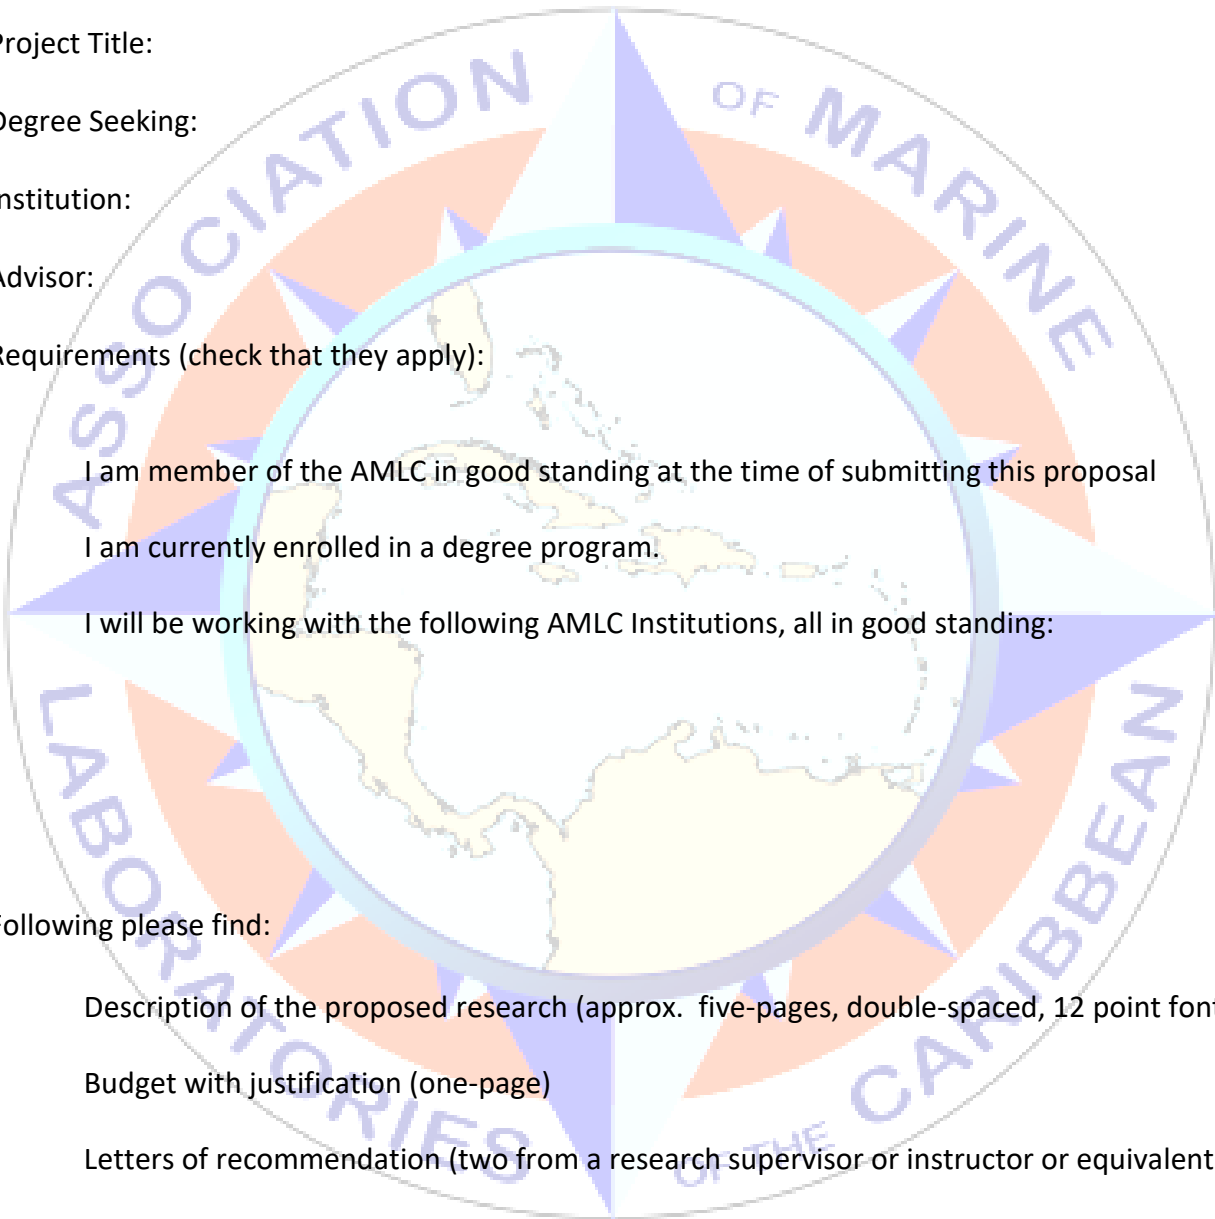 Project Title:
Degree Seeking:
Institution:
Advisor:
Requirements (check that they apply):
I am member of the AMLC in good standing at the time of submitting this proposal
I am currently enrolled in a degree program.
I will be working with the following AMLC Institutions, all in good standing:
Following please find:
Description of the proposed research (approx. five-pages, double-spaced, 12 point font
Budget with justification (one-page)
Letters of recommendation (two from a research supervisor or instructor or equivalent
ASSOCIATION OF MARINE
LABORATORIES OF THE CARIBBEAN